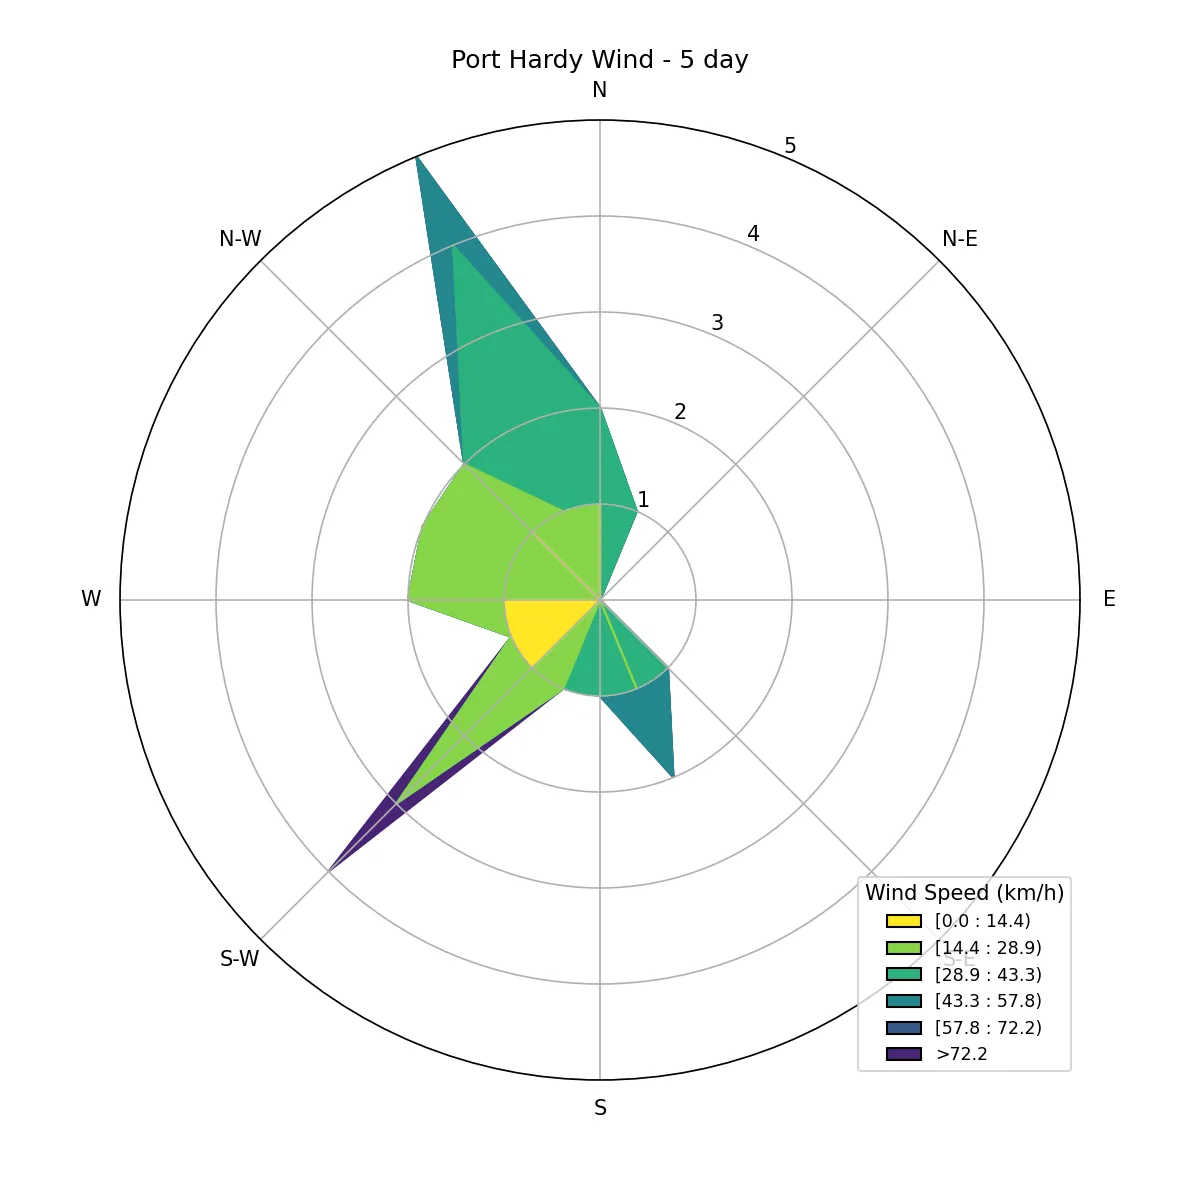 Port Hardy Wind - 5 day
N
5
4
N-W
N-E
3
2
1
W
E
Wind Speed (km/h)
[0.0 : 14.4)
[14.4 : 28.9)
S-W
S-E
[28.9 : 43.3)
[43.3 : 57.8)
[57.8 : 72.2)
>72.2
S